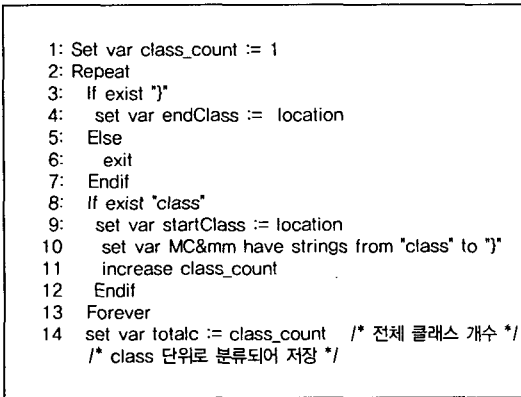 1: Set var class_count := 1
2: Repeat
3: If exist "}"
4: set var endClass := location
5: Else
6: exit
7: Endif
8: If exist "class"
9: set var startClass := location
10 set var MC&mm have strings from "class" to "}"
11 increase class_count
12 Endif
13 Forever
14 set var totalc := class_count /* 전체 클래스 개수 */
/* class 단위로 분류되어 저장 */